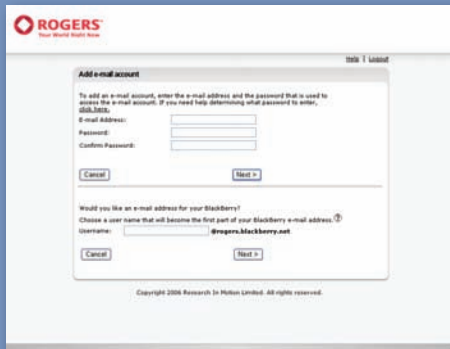 ROGERS
Your World Right Now
Help | Logout
Add e-mail account
To add an e-mail account, enter the e-mail address and the password that is used to
access the e-mail account. If you need help determining what password to enter,
click here.
E-mail Address:
Password:
Confirm Password:
Cancel Next >
Would you like an e-mail address for your BlackBerry?
Choose a user name that will become the first part of your BlackBerry e-mail address. ?
Username: @rogers.blackberry.net
Cancel Next >
Copyright 2006 Research In Motion Limited. All rights reserved.